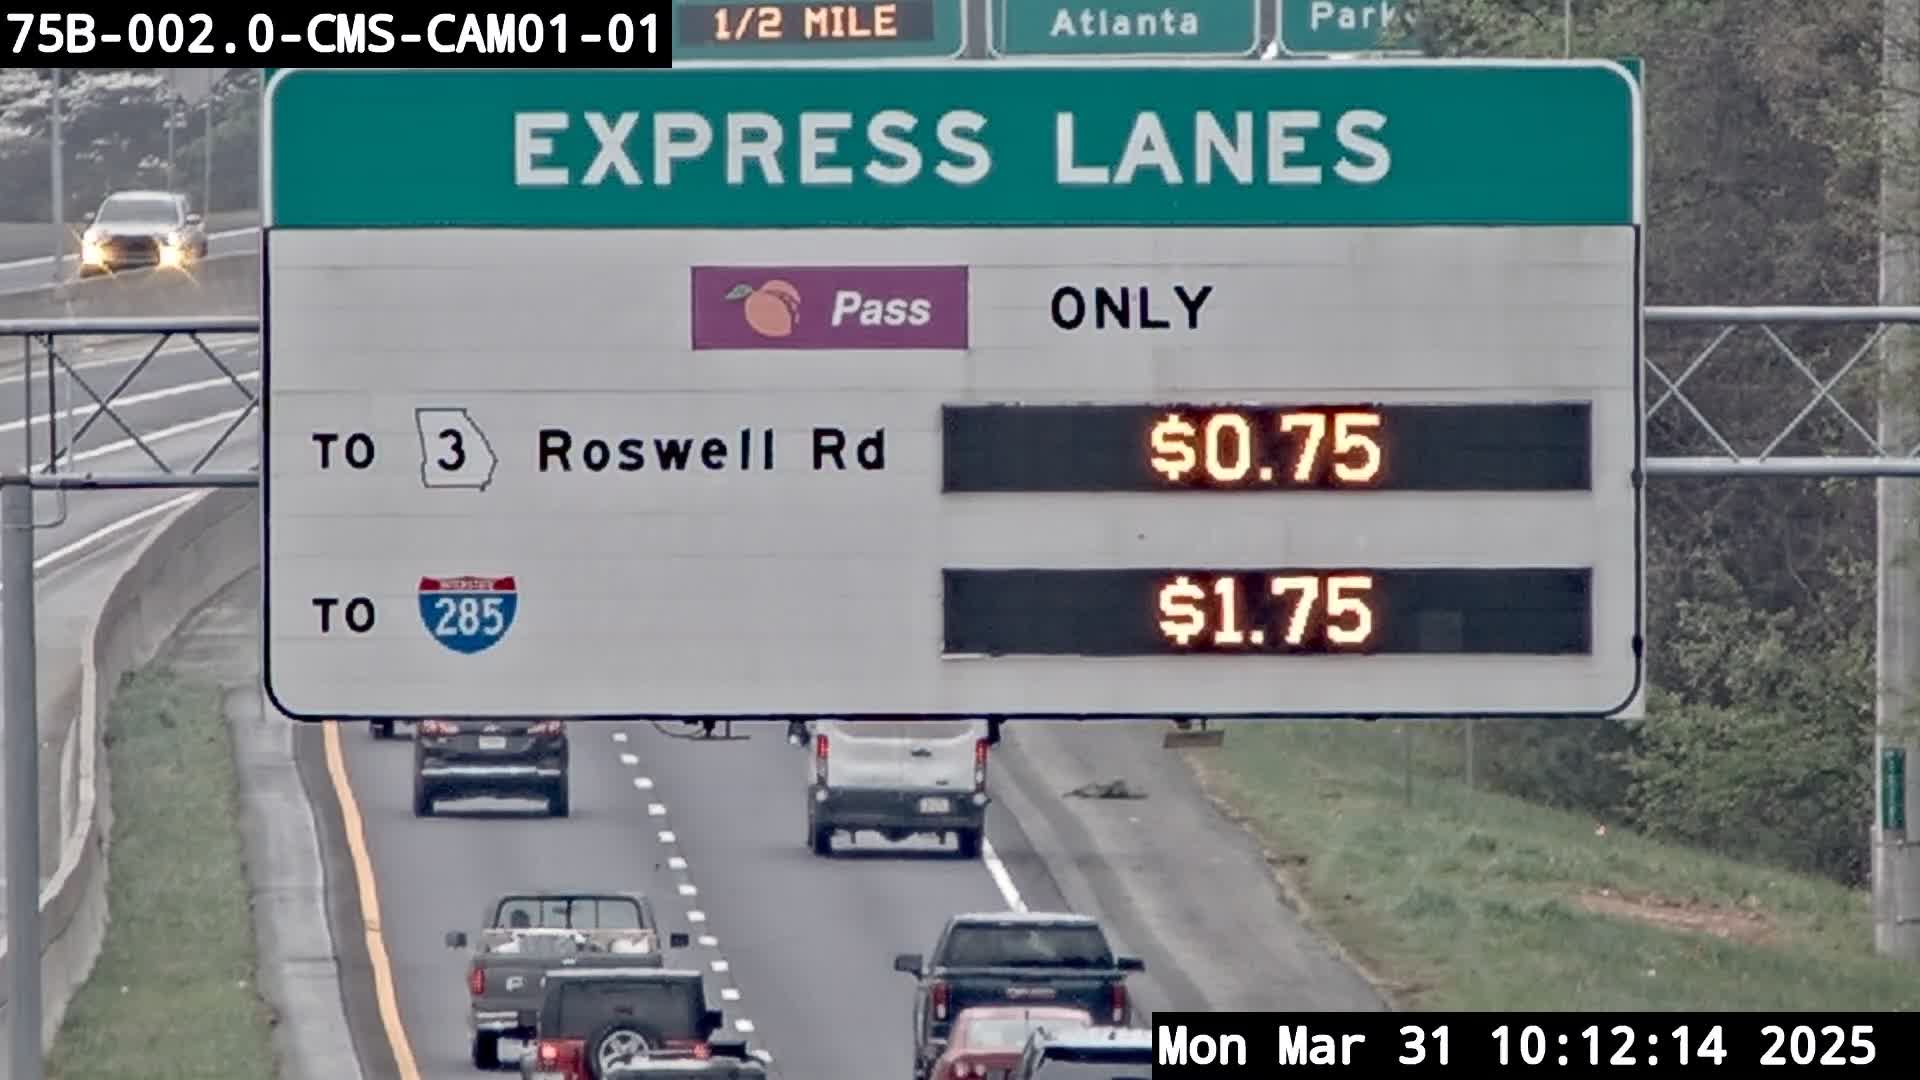 75B-002.0-CMS-CAM01-01
1/2 MILE
Atlanta
EXPRESS LANES
Pass ONLY
TO 3 Roswell Rd $0.75
TO INTERSTATE 285 $1.75
Mon Mar 31 10:12:14 2025